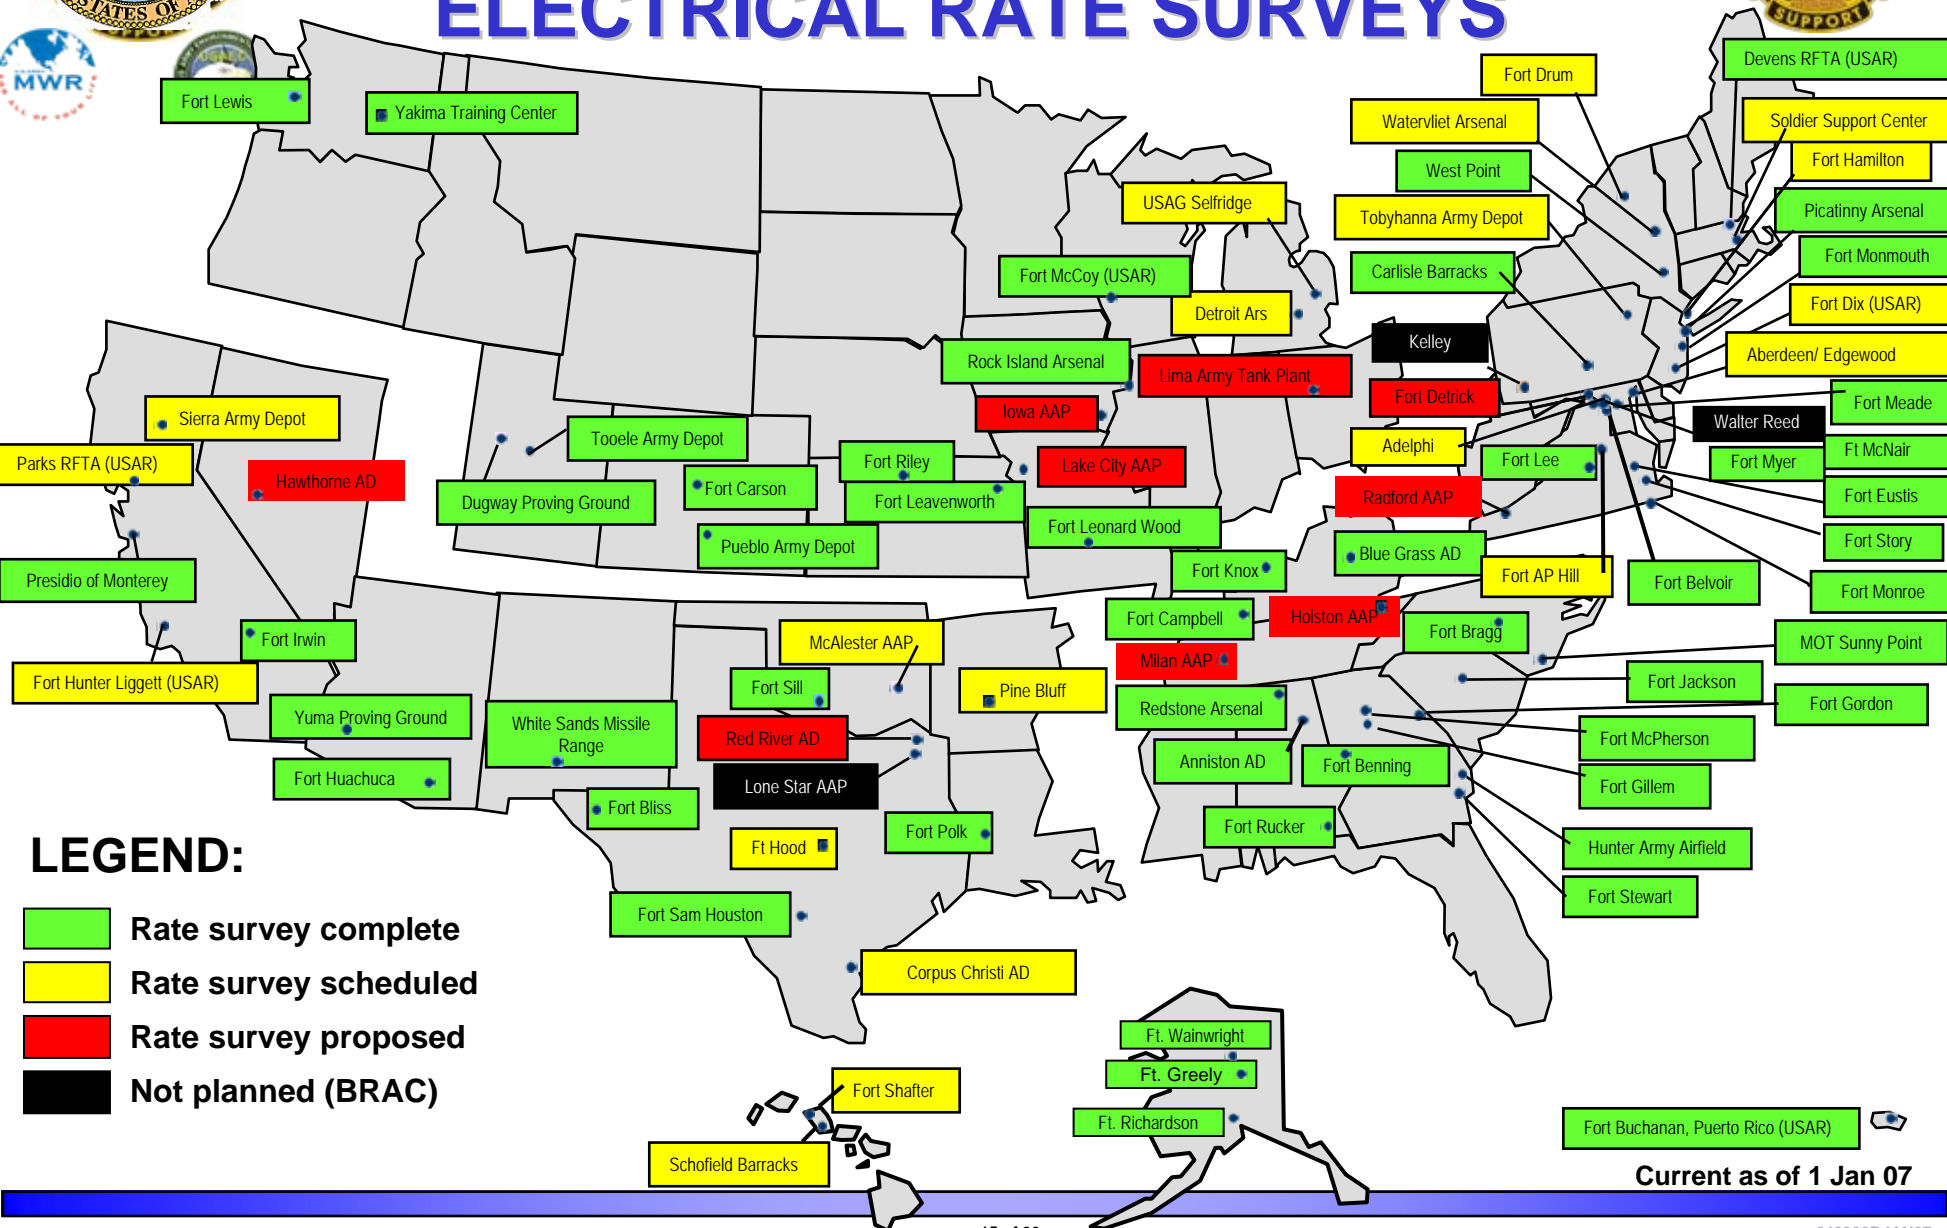 ELECTRICAL RATE SURVEYS
STATES OF
SUPPORT
MWR
FOR ALL OF YOUR LIFE
Fort Lewis
Yakima Training Center
Fort Drum
Devens RFTA (USAR)
Watervliet Arsenal
Soldier Support Center
West Point
Fort Hamilton
USAG Selfridge
Tobyhanna Army Depot
Picatinny Arsenal
Fort McCoy (USAR)
Carlisle Barracks
Fort Monmouth
Detroit Ars
Fort Dix (USAR)
Kelley
Rock Island Arsenal
Lima Army Tank Plant
Aberdeen/ Edgewood
Iowa AAP
Fort Detrick
Fort Meade
Sierra Army Depot
Tooele Army Depot
Adelphi
Walter Reed
Parks RFTA (USAR)
Fort Riley
Lake City AAP
Fort Lee
Fort Myer
Ft McNair
Hawthorne AD
Dugway Proving Ground
Fort Carson
Fort Leavenworth
Radford AAP
Fort Eustis
Pueblo Army Depot
Fort Leonard Wood
Blue Grass AD
Fort Story
Presidio of Monterey
Fort Knox
Fort AP Hill
Fort Belvoir
Fort Monroe
Fort Irwin
McAlester AAP
Fort Campbell
Holston AAP
Fort Bragg
MOT Sunny Point
Fort Hunter Liggett (USAR)
Fort Sill
Pine Bluff
Milan AAP
Fort Jackson
Yuma Proving Ground
White Sands Missile
Range
Red River AD
Redstone Arsenal
Fort Gordon
Fort McPherson
Fort Huachuca
Lone Star AAP
Anniston AD
Fort Benning
Fort Gillem
Fort Bliss
Fort Polk
Fort Rucker
Ft Hood
Hunter Army Airfield
Fort Sam Houston
Fort Stewart
Corpus Christi AD
LEGEND:
Rate survey complete
Rate survey scheduled
Rate survey proposed
Not planned (BRAC)
Ft. Wainwright
Ft. Greely
Ft. Richardson
Fort Shafter
Schofield Barracks
Fort Buchanan, Puerto Rico (USAR)
Current as of 1 Jan 07